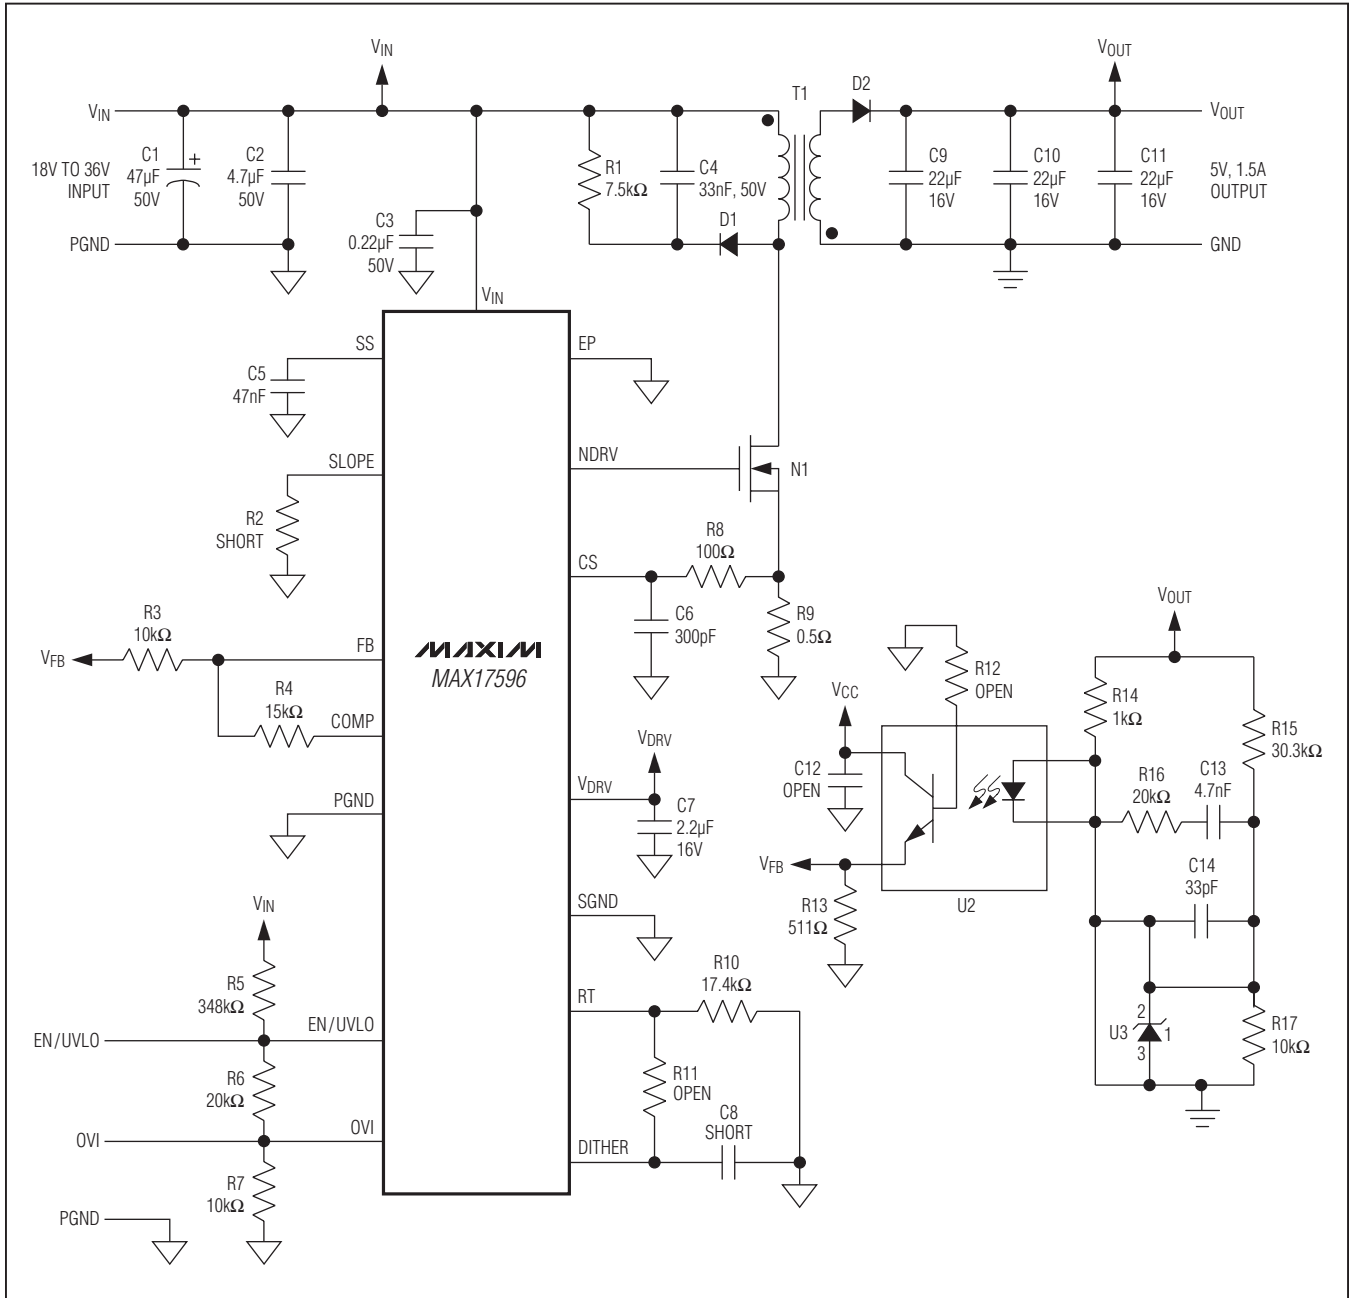 VIN
VOUT
VIN
T1
D2
VOUT
18V TO 36V
INPUT
C1
47µF
50V
+
C2
4.7µF
50V
R1
7.5kΩ
C4
33nF, 50V
C9
22µF
16V
C10
22µF
16V
C11
22µF
16V
5V, 1.5A
OUTPUT
PGND
C3
0.22µF
50V
D1
GND
VIN
SS
EP
C5
47nF
SLOPE
NDRV
N1
R2
SHORT
CS
R8
100Ω
C6
300pF
R9
0.5Ω
VFB
R3
10kΩ
FB
MAXIM
MAX17596
R4
15kΩ
COMP
R12
OPEN
VCC
VOUT
R14
1kΩ
R15
30.3kΩ
VDRV
VDRV
C12
OPEN
R16
20kΩ
C13
4.7nF
PGND
C7
2.2µF
16V
VFB
C14
33pF
U2
R13
511Ω
SGND
VIN
R5
348kΩ
RT
R10
17.4kΩ
EN/UVLO
EN/UVLO
2
U3
1
3
R17
10kΩ
R6
20kΩ
R11
OPEN
OVI
OVI
C8
SHORT
DITHER
R7
10kΩ
PGND